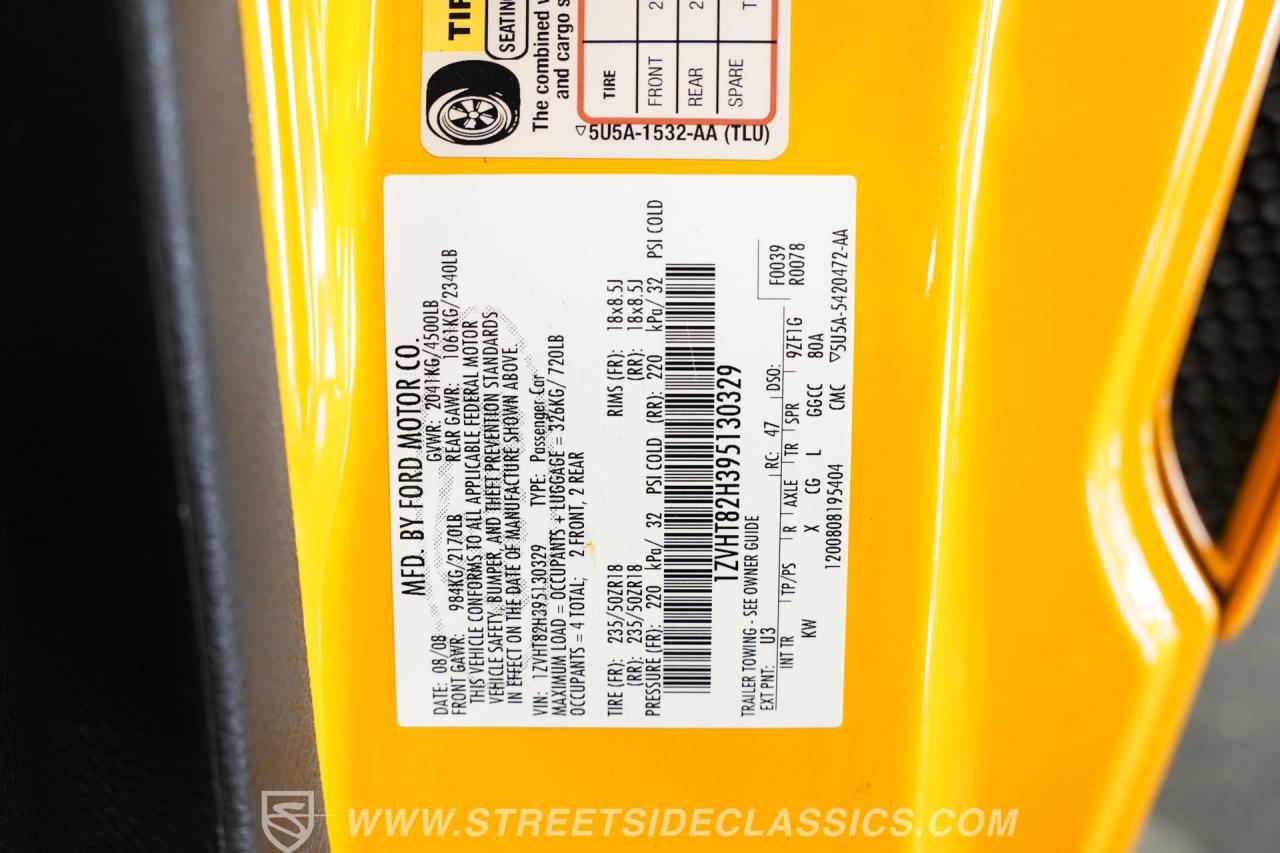 TIR
SEATING
The combined
and cargo s
TIRE
FRONT 2
REAR 2
SPARE T
▽5U5A-1532-AA (TLU)
MFD. BY FORD MOTOR CO.
DATE: 08/08 GVWR: 2041KG/4500LB
FRONT GAWR: 984KG/2170LB REAR GAWR: 1061KG/2340LB
THIS VEHICLE CONFORMS TO ALL APPLICABLE FEDERAL MOTOR
VEHICLE SAFETY, BUMPER, AND THEFT PREVENTION STANDARDS
IN EFFECT ON THE DATE OF MANUFACTURE SHOWN ABOVE.
VIN: 1ZVHT82H395130329 TYPE: Passenger Car
MAXIMUM LOAD = OCCUPANTS + LUGGAGE = 326KG/720LB
OCCUPANTS = 4 TOTAL; 2 FRONT, 2 REAR
TIRE (FR): 235/50ZR18 RIMS (FR): 18x8.5J
(RR): 235/50ZR18 (RR): 18x8.5J
PRESSURE (FR): 220 kPa/ 32 PSI COLD (RR): 220 kPa/ 32 PSI COLD
1ZVHT82H395130329
TRAILER TOWING - SEE OWNER GUIDE F0039
EXT PNT: U3 RC: 47 DSO: R0078
INT TR TP/PS R AXLE TR SPR 9ZF1G
KW X CG L GGCC 80A
1200808195404 CMC ▽5U5A-5420472-AA
WWW.STREETSIDECLASSICS.COM